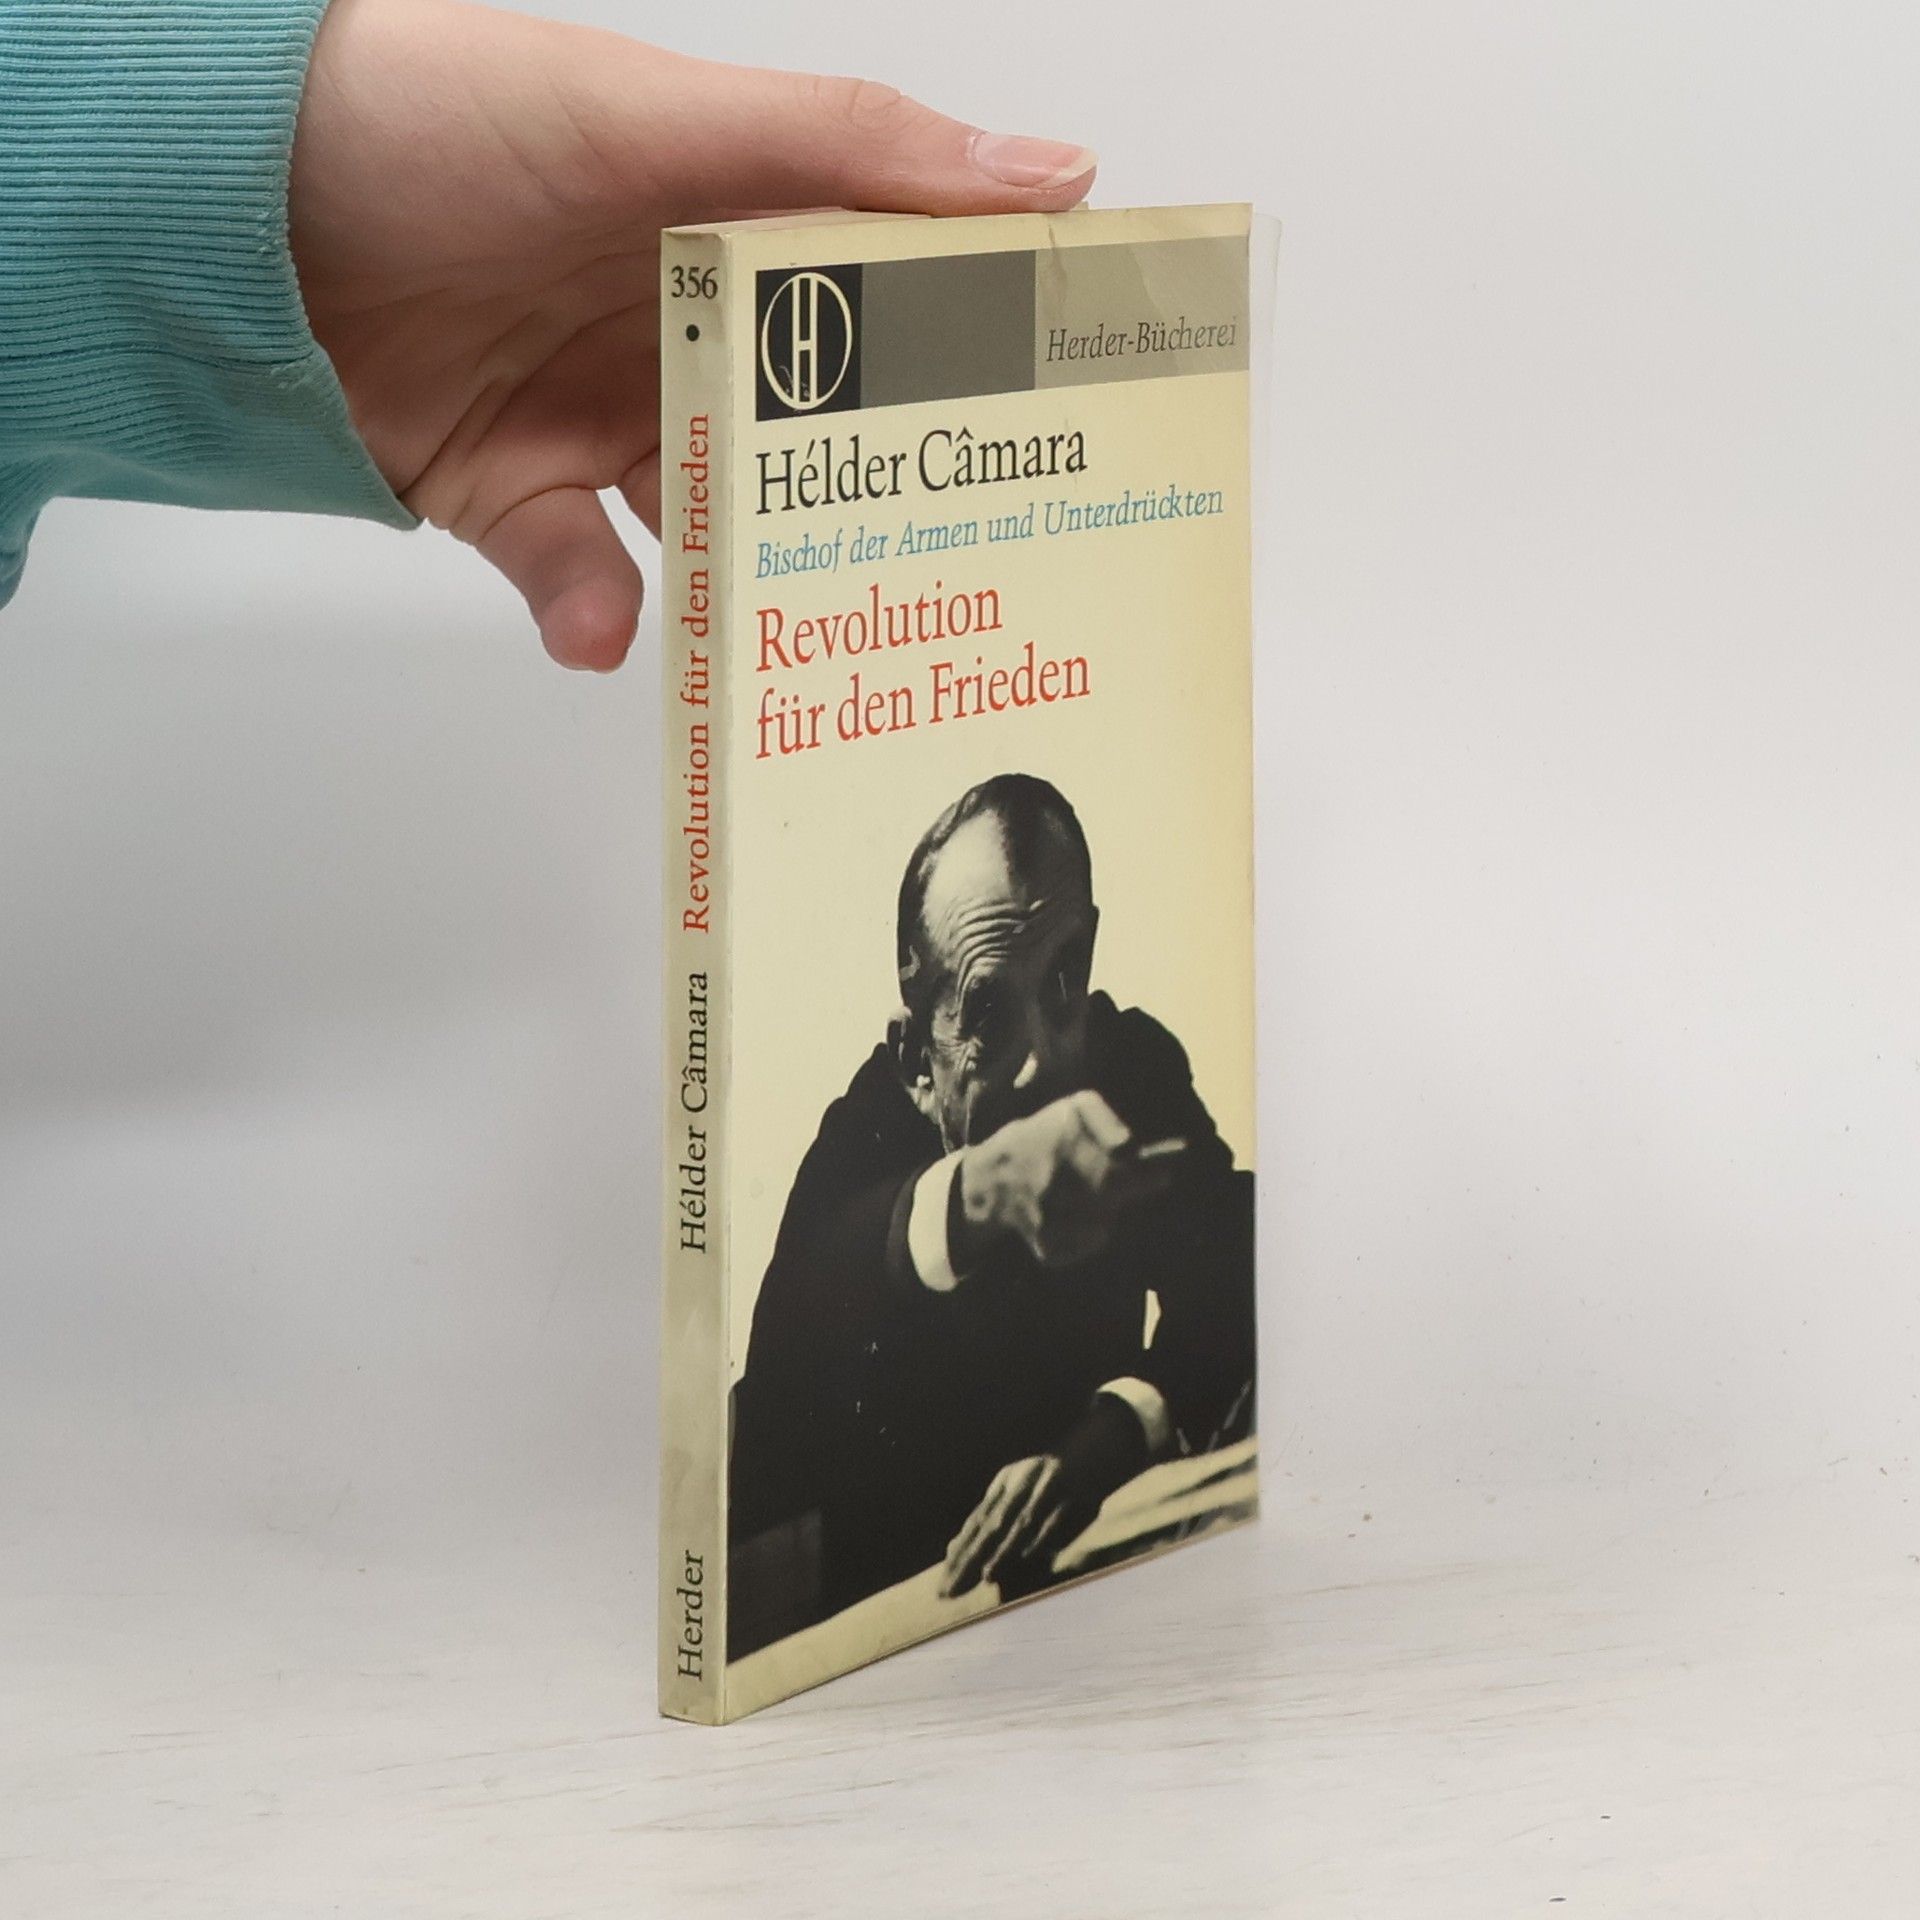 356 • Hélder Câmara Revolution für den Frieden Herder
H
Herder-Bücherei
Hélder Câmara
Bischof der Armen und Unterdrückten
Revolution
für den Frieden